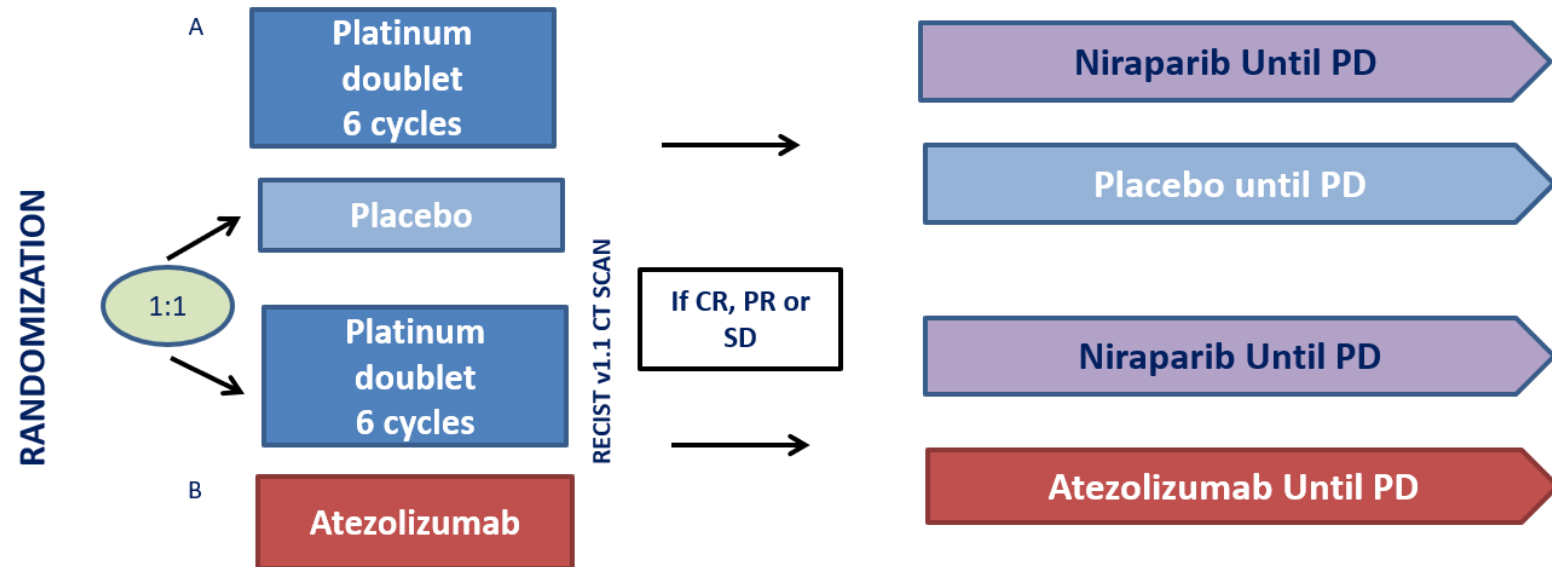 RANDOMIZATION
1:1
A
Platinum
doublet
6 cycles
Placebo
Platinum
doublet
6 cycles
B
Atezolizumab
RECIST v1.1 CT SCAN
If CR, PR or
SD
Niraparib Until PD
Placebo until PD
Niraparib Until PD
Atezolizumab Until PD